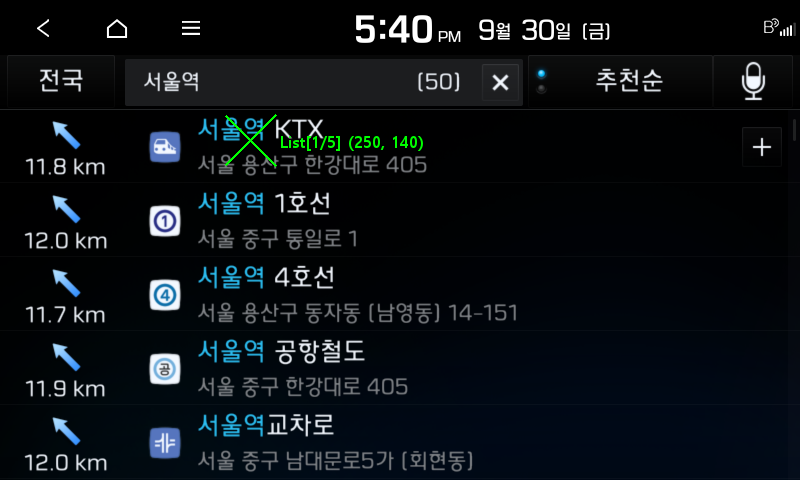 5:40 PM 9월 30일 (금) B
전국 서울역 (50) 추천순
서울역 KTX
List[1/5] (250, 140)
11.8 km 서울 용산구 한강대로 405
서울역 1호선
12.0 km 서울 중구 통일로 1
서울역 4호선
11.7 km 서울 용산구 동자동 (남영동) 14-151
서울역 공항철도
공
11.9 km 서울 중구 한강대로 405
서울역교차로
12.0 km 서울 중구 남대문로5가 (회현동)